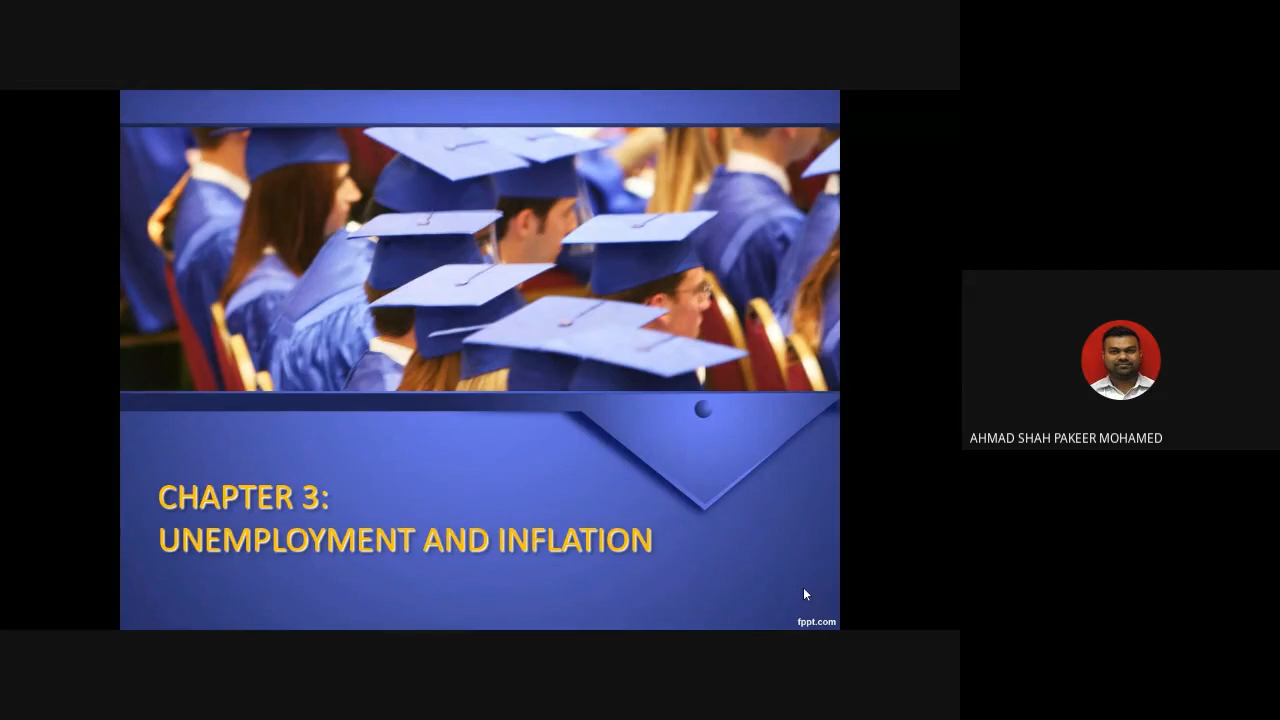 CHAPTER 3:
UNEMPLOYMENT AND INFLATION
fppt.com
AHMAD SHAH PAKEER MOHAMED